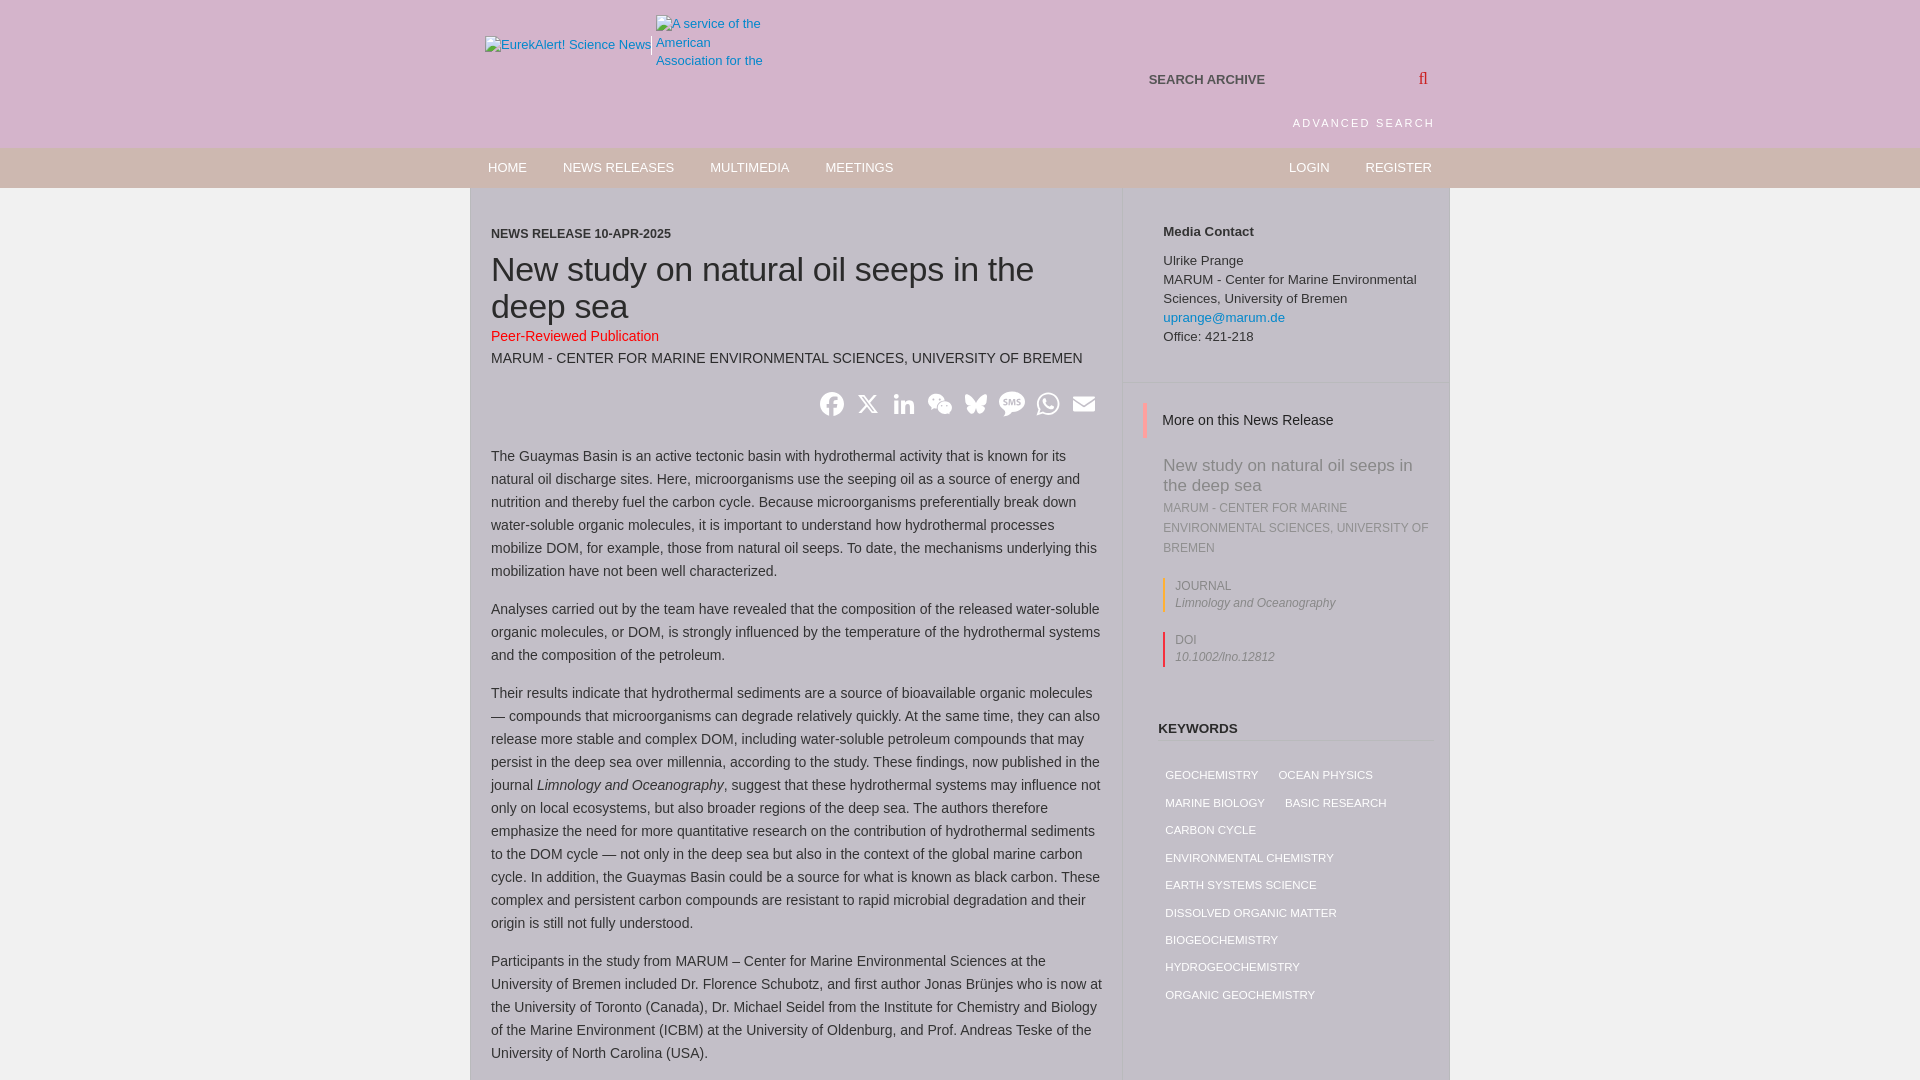 EurekAlert! Science News
A service of the
American
Association for the
SEARCH ARCHIVE
ADVANCED SEARCH
HOME NEWS RELEASES MULTIMEDIA MEETINGS LOGIN REGISTER
NEWS RELEASE 10-APR-2025
New study on natural oil seeps in the
deep sea
Peer-Reviewed Publication
MARUM - CENTER FOR MARINE ENVIRONMENTAL SCIENCES, UNIVERSITY OF BREMEN
SMS
The Guaymas Basin is an active tectonic basin with hydrothermal activity that is known for its
natural oil discharge sites. Here, microorganisms use the seeping oil as a source of energy and
nutrition and thereby fuel the carbon cycle. Because microorganisms preferentially break down
water-soluble organic molecules, it is important to understand how hydrothermal processes
mobilize DOM, for example, those from natural oil seeps. To date, the mechanisms underlying this
mobilization have not been well characterized.
Analyses carried out by the team have revealed that the composition of the released water-soluble
organic molecules, or DOM, is strongly influenced by the temperature of the hydrothermal systems
and the composition of the petroleum.
Their results indicate that hydrothermal sediments are a source of bioavailable organic molecules
— compounds that microorganisms can degrade relatively quickly. At the same time, they can also
release more stable and complex DOM, including water-soluble petroleum compounds that may
persist in the deep sea over millennia, according to the study. These findings, now published in the
journal Limnology and Oceanography, suggest that these hydrothermal systems may influence not
only on local ecosystems, but also broader regions of the deep sea. The authors therefore
emphasize the need for more quantitative research on the contribution of hydrothermal sediments
to the DOM cycle — not only in the deep sea but also in the context of the global marine carbon
cycle. In addition, the Guaymas Basin could be a source for what is known as black carbon. These
complex and persistent carbon compounds are resistant to rapid microbial degradation and their
origin is still not fully understood.
Participants in the study from MARUM – Center for Marine Environmental Sciences at the
University of Bremen included Dr. Florence Schubotz, and first author Jonas Brünjes who is now at
the University of Toronto (Canada), Dr. Michael Seidel from the Institute for Chemistry and Biology
of the Marine Environment (ICBM) at the University of Oldenburg, and Prof. Andreas Teske of the
University of North Carolina (USA).
Media Contact
Ulrike Prange
MARUM - Center for Marine Environmental
Sciences, University of Bremen
uprange@marum.de
Office: 421-218
More on this News Release
New study on natural oil seeps in
the deep sea
MARUM - CENTER FOR MARINE
ENVIRONMENTAL SCIENCES, UNIVERSITY OF
BREMEN
JOURNAL
Limnology and Oceanography
DOI
10.1002/lno.12812
KEYWORDS
GEOCHEMISTRY OCEAN PHYSICS
MARINE BIOLOGY BASIC RESEARCH
CARBON CYCLE
ENVIRONMENTAL CHEMISTRY
EARTH SYSTEMS SCIENCE
DISSOLVED ORGANIC MATTER
BIOGEOCHEMISTRY
HYDROGEOCHEMISTRY
ORGANIC GEOCHEMISTRY